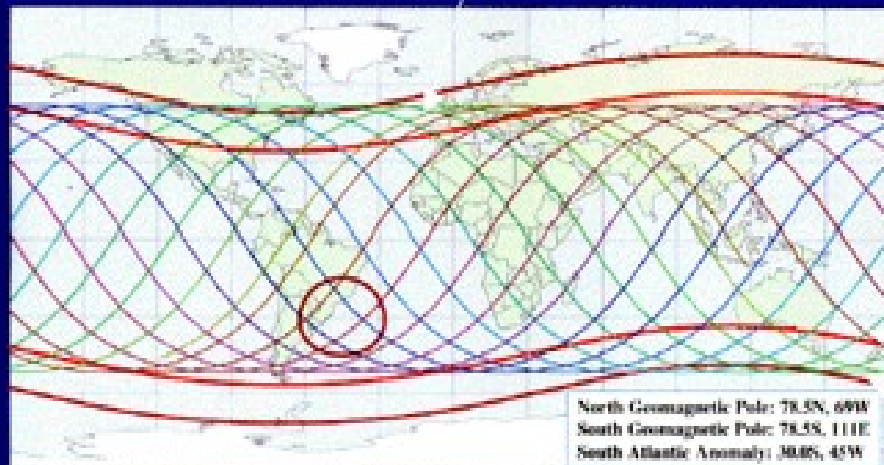 North Geomagnetic Pole: 78.5N, 69W
South Geomagnetic Pole: 78.5S, 111E
South Atlantic Anomaly: 30.0S, 45W